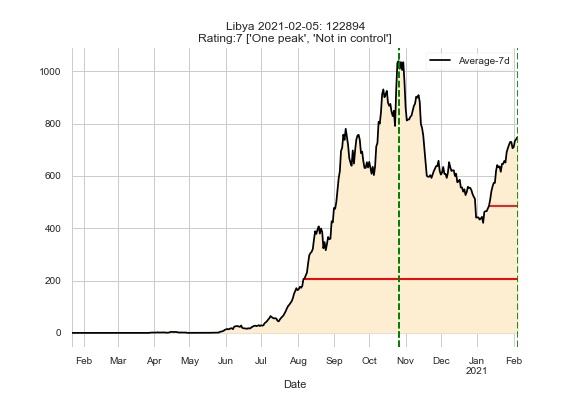 Libya 2021-02-05: 122894
Rating:7 ['One peak', 'Not in control']
Average-7d
1000
800
600
400
200
0
Feb Mar Apr May Jun Jul Aug Sep Oct Nov Dec Jan Feb
2021
Date